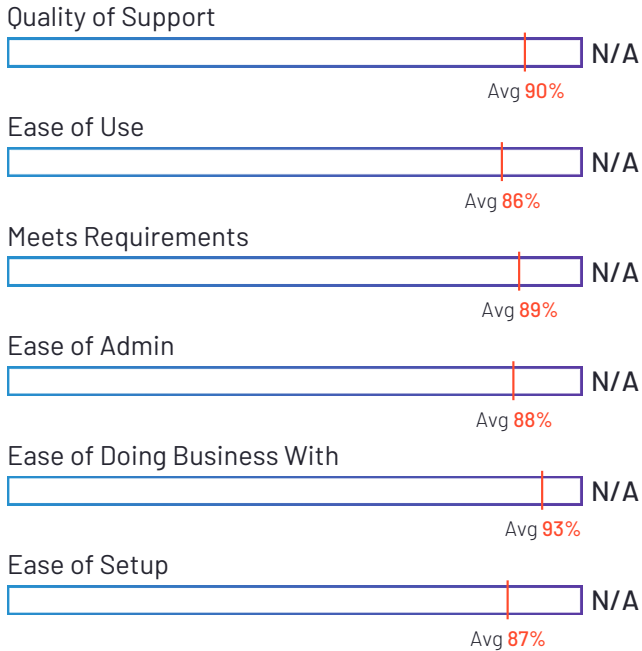 Quality of Support
N/A
Avg 90%
Ease of Use
N/A
Avg 86%
Meets Requirements
N/A
Avg 89%
Ease of Admin
N/A
Avg 88%
Ease of Doing Business With
N/A
Avg 93%
Ease of Setup
N/A
Avg 87%